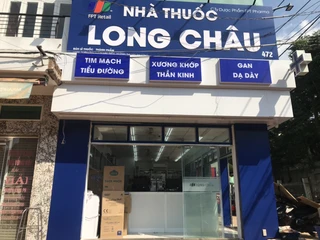 FPT Retail
NHÀ THUỐC
LONG CHÂU
472
TIM MẠCH
TIỂU ĐƯỜNG
XƯƠNG KHỚP
THẦN KINH
GAN
DẠ DÀY